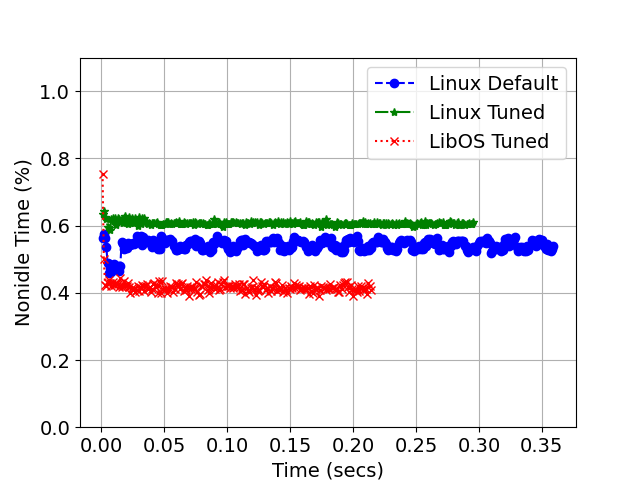 Linux Default
Linux Tuned
LibOS Tuned
Nonidle Time (%)
1.0
0.8
0.6
0.4
0.2
0.0
0.00 0.05 0.10 0.15 0.20 0.25 0.30 0.35
Time (secs)